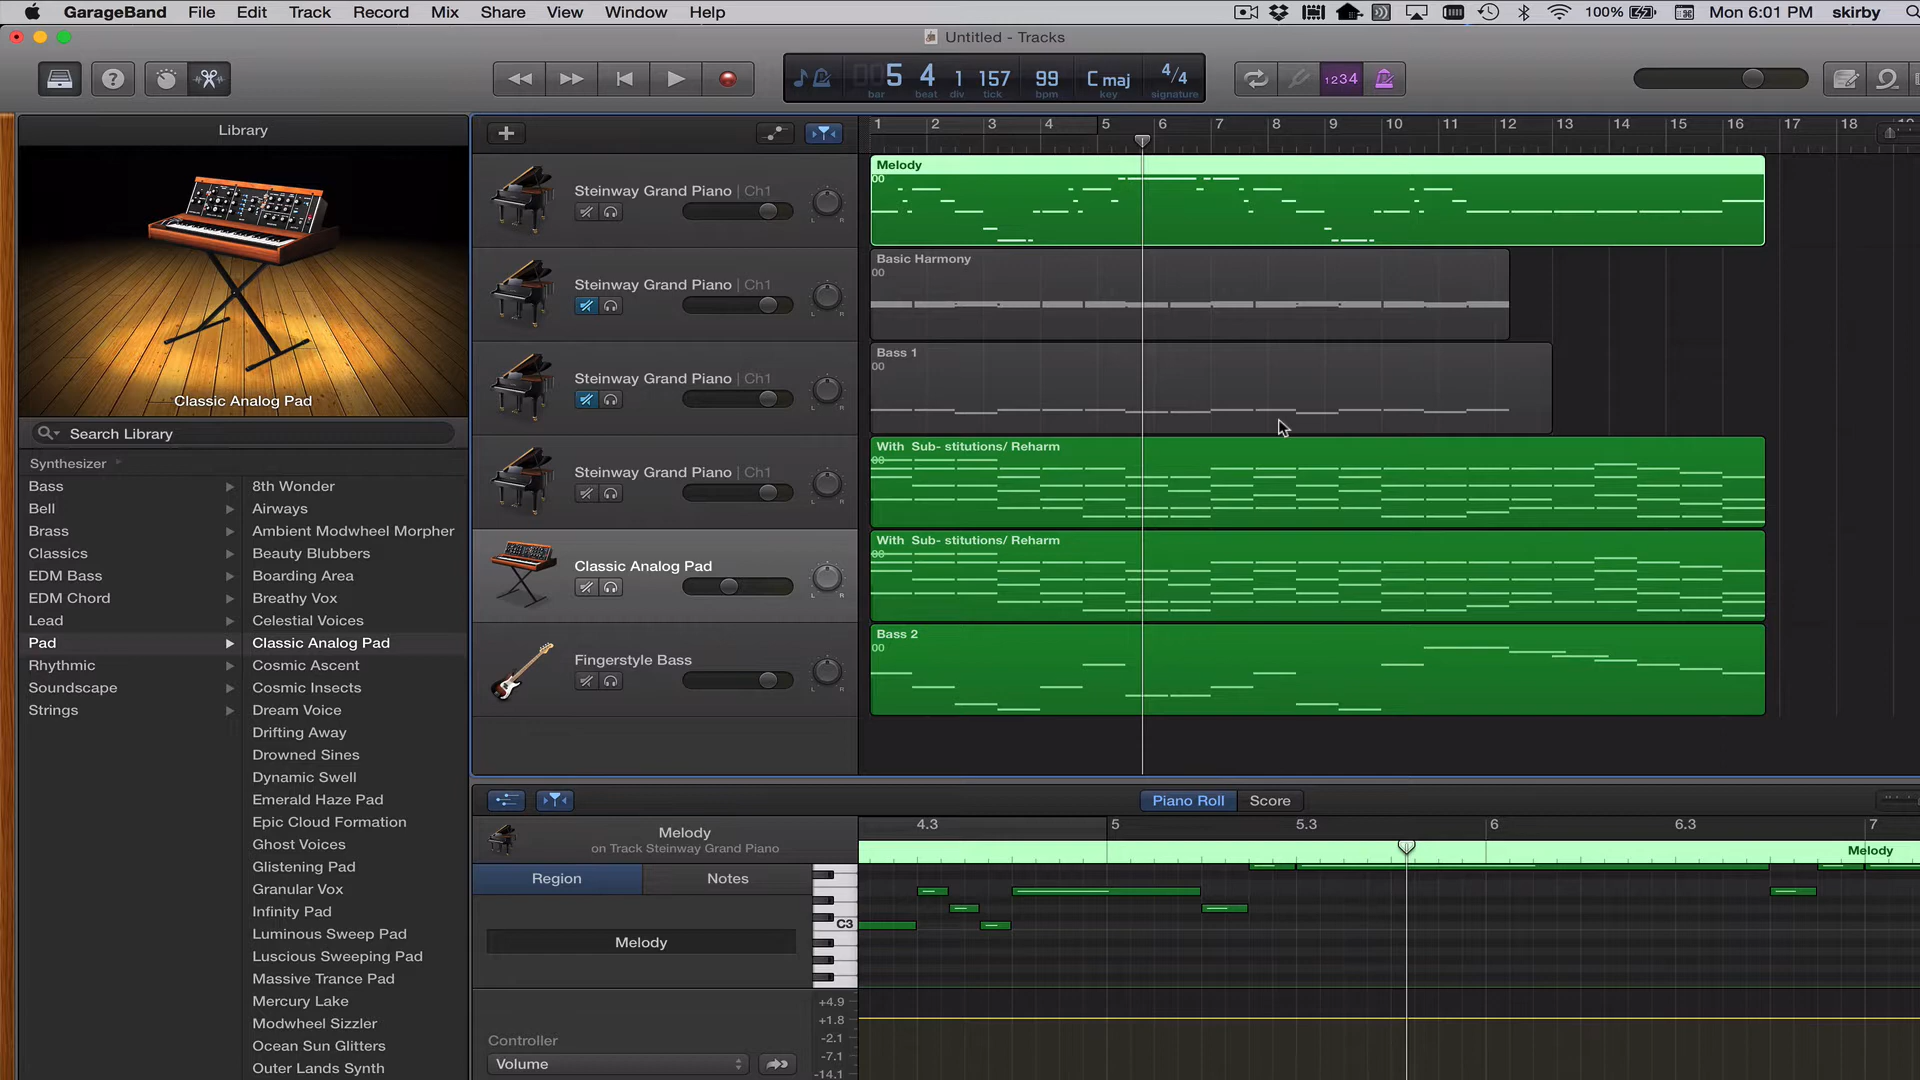 GarageBand File Edit Track Record Mix Share View Window Help 100% Mon 6:01 PM skirby
Untitled - Tracks
005 4 1 157 99 C maj 4/4
bar beat div tick bpm key signature
1234
Library
1 2 3 4 5 6 7 8 9 10 11 12 13 14 15 16 17 18
Classic Analog Pad
Search Library
Synthesizer
Bass
Bell
Brass
Classics
EDM Bass
EDM Chord
Lead
Pad
Rhythmic
Soundscape
Strings
8th Wonder
Airways
Ambient Modwheel Morpher
Beauty Blubbers
Boarding Area
Breathy Vox
Celestial Voices
Classic Analog Pad
Cosmic Ascent
Cosmic Insects
Dream Voice
Drifting Away
Drowned Sines
Dynamic Swell
Emerald Haze Pad
Epic Cloud Formation
Ghost Voices
Glistening Pad
Granular Vox
Infinity Pad
Luminous Sweep Pad
Luscious Sweeping Pad
Massive Trance Pad
Mercury Lake
Modwheel Sizzler
Ocean Sun Glitters
Outer Lands Synth
Steinway Grand Piano | Ch1
L R
Melody
Steinway Grand Piano | Ch1
L R
Basic Harmony
Steinway Grand Piano | Ch1
L R
Bass 1
Steinway Grand Piano | Ch1
L R
With Sub- stitutions/ Reharm
Classic Analog Pad
L R
With Sub- stitutions/ Reharm
Fingerstyle Bass
L R
Bass 2
Piano Roll Score
Melody
on Track Steinway Grand Piano
4.3 5 5.3 6 6.3 7
Melody
Region Notes
C3
Melody
Controller
Volume
+4.9
+1.8
-2.1
-7.1
-14.1